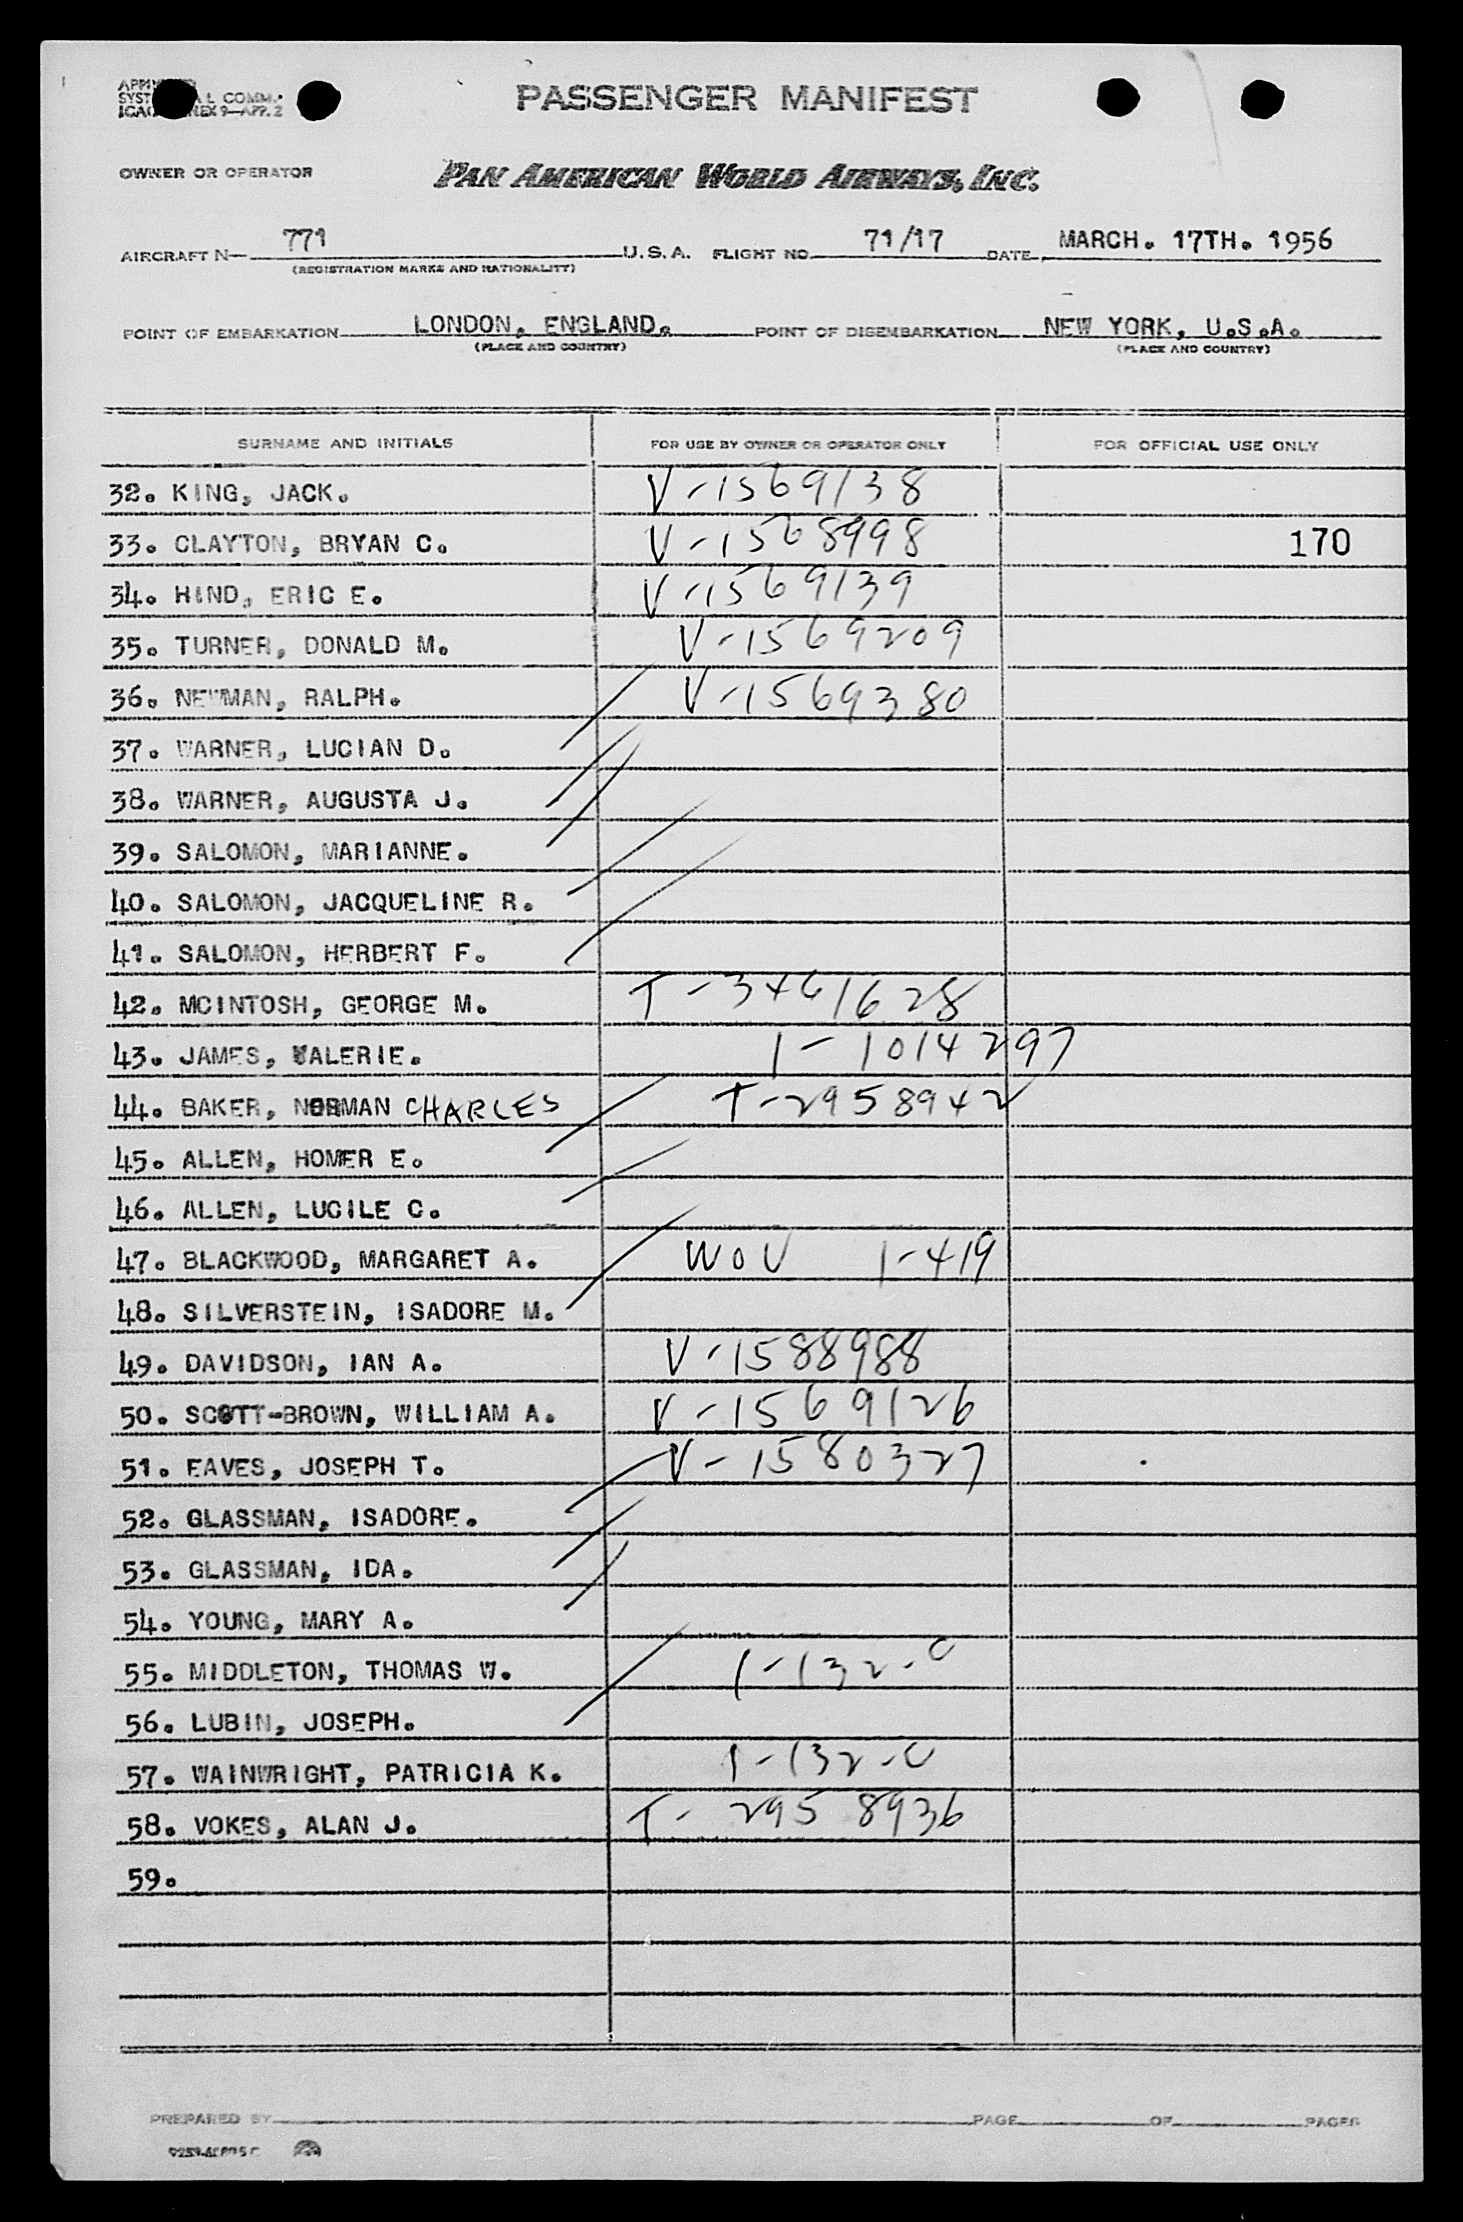 PASSENGER MANIFEST
OWNER OR OPERATOR PAN AMERICAN WORLD AIRWAYS, INC.
AIRCRAFT N— 771 U.S.A. FLIGHT NO. 71/17 DATE MARCH. 17TH. 1956
(REGISTRATION MARKS AND NATIONALITY)
POINT OF EMBARKATION LONDON, ENGLAND. POINT OF DISEMBARKATION NEW YORK, U.S.A.
(PLACE AND COUNTRY) (PLACE AND COUNTRY)
SURNAME AND INITIALS FOR USE BY OWNER OR OPERATOR ONLY FOR OFFICIAL USE ONLY
32. KING, JACK. V-1569138
33. CLAYTON, BRYAN C. V-1568998 170
34. HIND, ERIC E. V-1569139
35. TURNER, DONALD M. V-1569209
36. NEWMAN, RALPH. V-1569380
37. WARNER, LUCIAN D.
38. WARNER, AUGUSTA J.
39. SALOMON, MARIANNE.
40. SALOMON, JACQUELINE R.
41. SALOMON, HERBERT F.
42. MCINTOSH, GEORGE M. T-3461628
43. JAMES, VALERIE. I-1014297
44. BAKER, NORMAN CHARLES T-2958942
45. ALLEN, HOMER E.
46. ALLEN, LUCILE C.
47. BLACKWOOD, MARGARET A. WOV 1-419
48. SILVERSTEIN, ISADORE M.
49. DAVIDSON, IAN A. V-1588988
50. SCOTT-BROWN, WILLIAM A. V-1569126
51. EAVES, JOSEPH T. V-1580327
52. GLASSMAN, ISADORE.
53. GLASSMAN, IDA.
54. YOUNG, MARY A.
55. MIDDLETON, THOMAS W. 1-132-C
56. LUBIN, JOSEPH.
57. WAINWRIGHT, PATRICIA K. 1-132-C
58. VOKES, ALAN J. T-2958936
59.
PREPARED BY PAGE OF PAGES